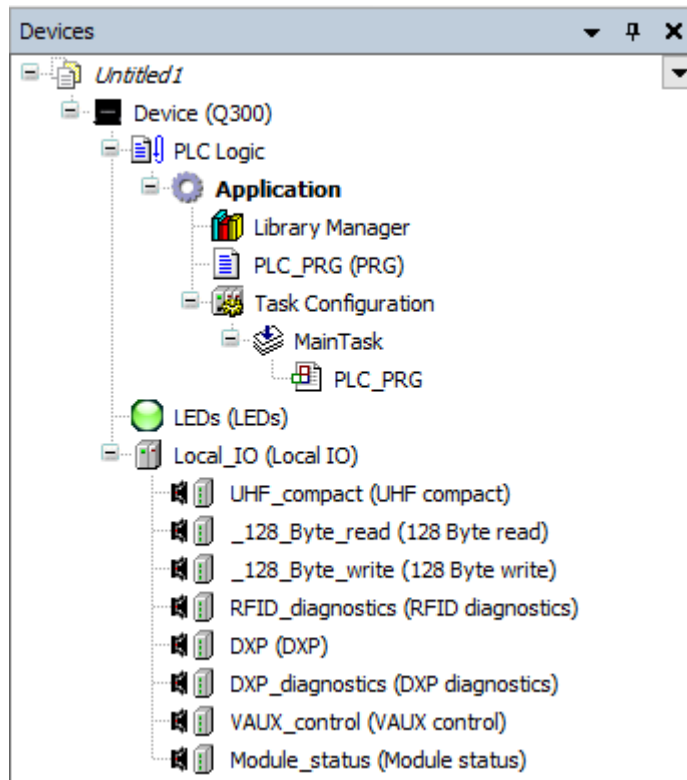 Devices
Untitled1
Device (Q300)
PLC Logic
Application
Library Manager
PLC_PRG (PRG)
Task Configuration
MainTask
PLC_PRG
LEDs (LEDs)
Local_IO (Local IO)
UHF_compact (UHF compact)
_128_Byte_read (128 Byte read)
_128_Byte_write (128 Byte write)
RFID_diagnostics (RFID diagnostics)
DXP (DXP)
DXP_diagnostics (DXP diagnostics)
VAUX_control (VAUX control)
Module_status (Module status)